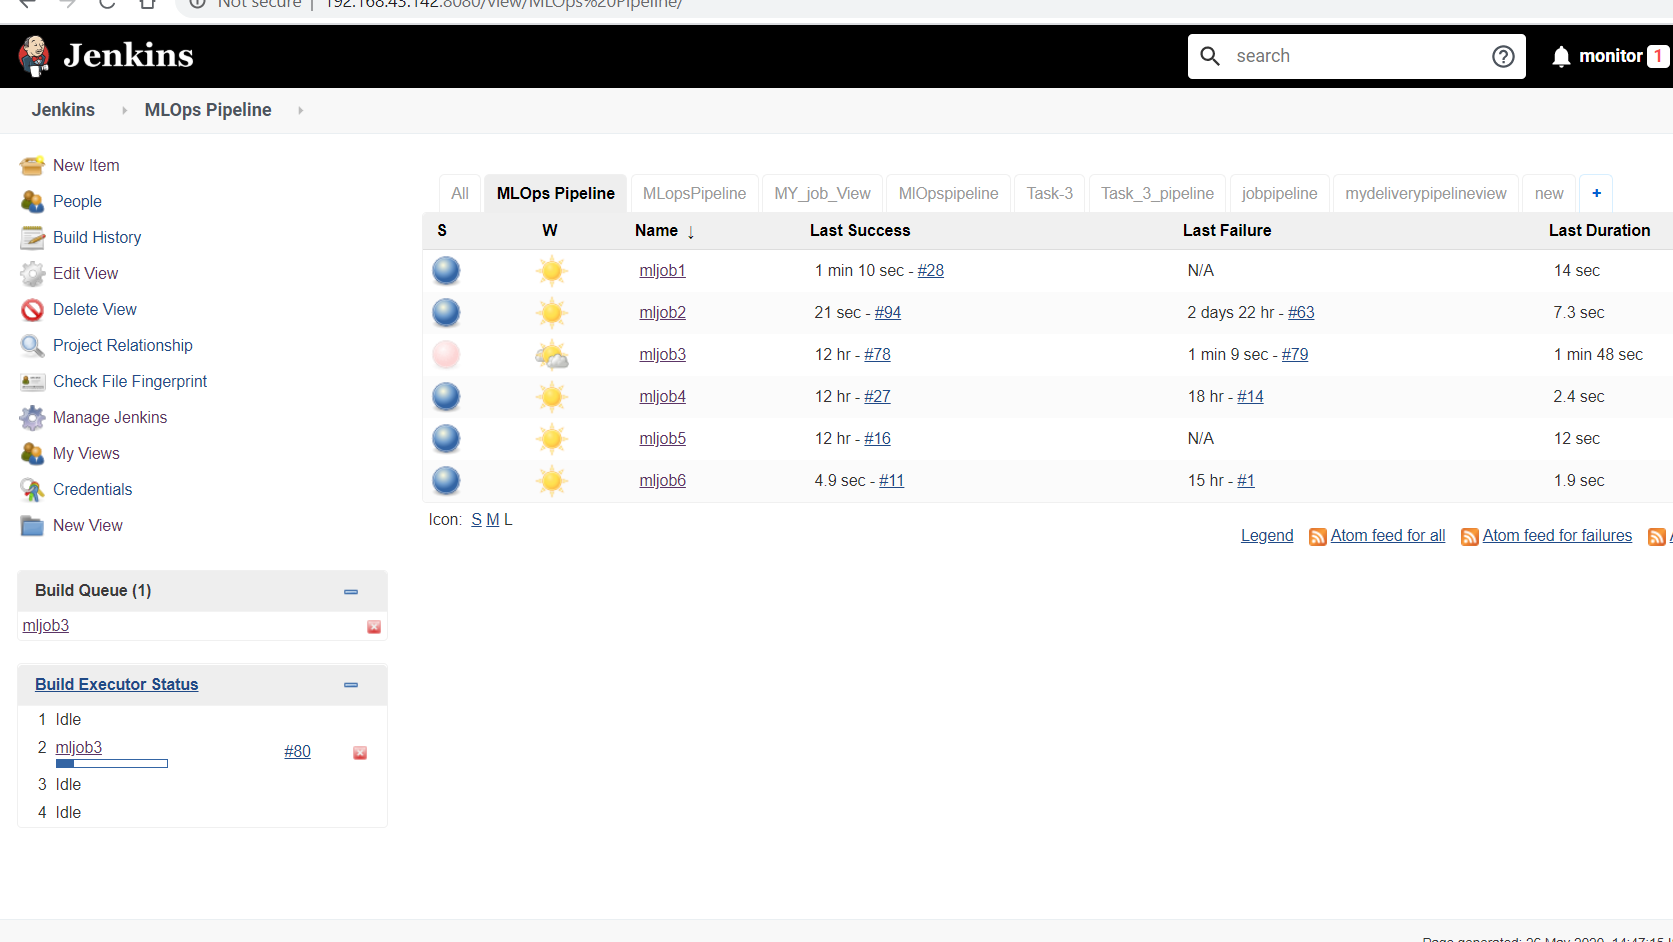 Not secure | 192.168.43.142:8080/view/MLOps%20Pipeline/
Jenkins
search
monitor 1
Jenkins MLOps Pipeline
New Item
People
Build History
Edit View
Delete View
Project Relationship
Check File Fingerprint
Manage Jenkins
My Views
Credentials
New View
Build Queue (1)
mljob3
Build Executor Status
1 Idle
2 mljob3 #80
3 Idle
4 Idle
All MLOps Pipeline MLopsPipeline MY_job_View MlOpspipeline Task-3 Task_3_pipeline jobpipeline mydeliverypipelineview new +
S W Name ↓ Last Success Last Failure Last Duration
mljob1 1 min 10 sec - #28 N/A 14 sec
mljob2 21 sec - #94 2 days 22 hr - #63 7.3 sec
mljob3 12 hr - #78 1 min 9 sec - #79 1 min 48 sec
mljob4 12 hr - #27 18 hr - #14 2.4 sec
mljob5 12 hr - #16 N/A 12 sec
mljob6 4.9 sec - #11 15 hr - #1 1.9 sec
Icon: S M L
Legend Atom feed for all Atom feed for failures
Page generated: 26 May 2020, 14:47:15